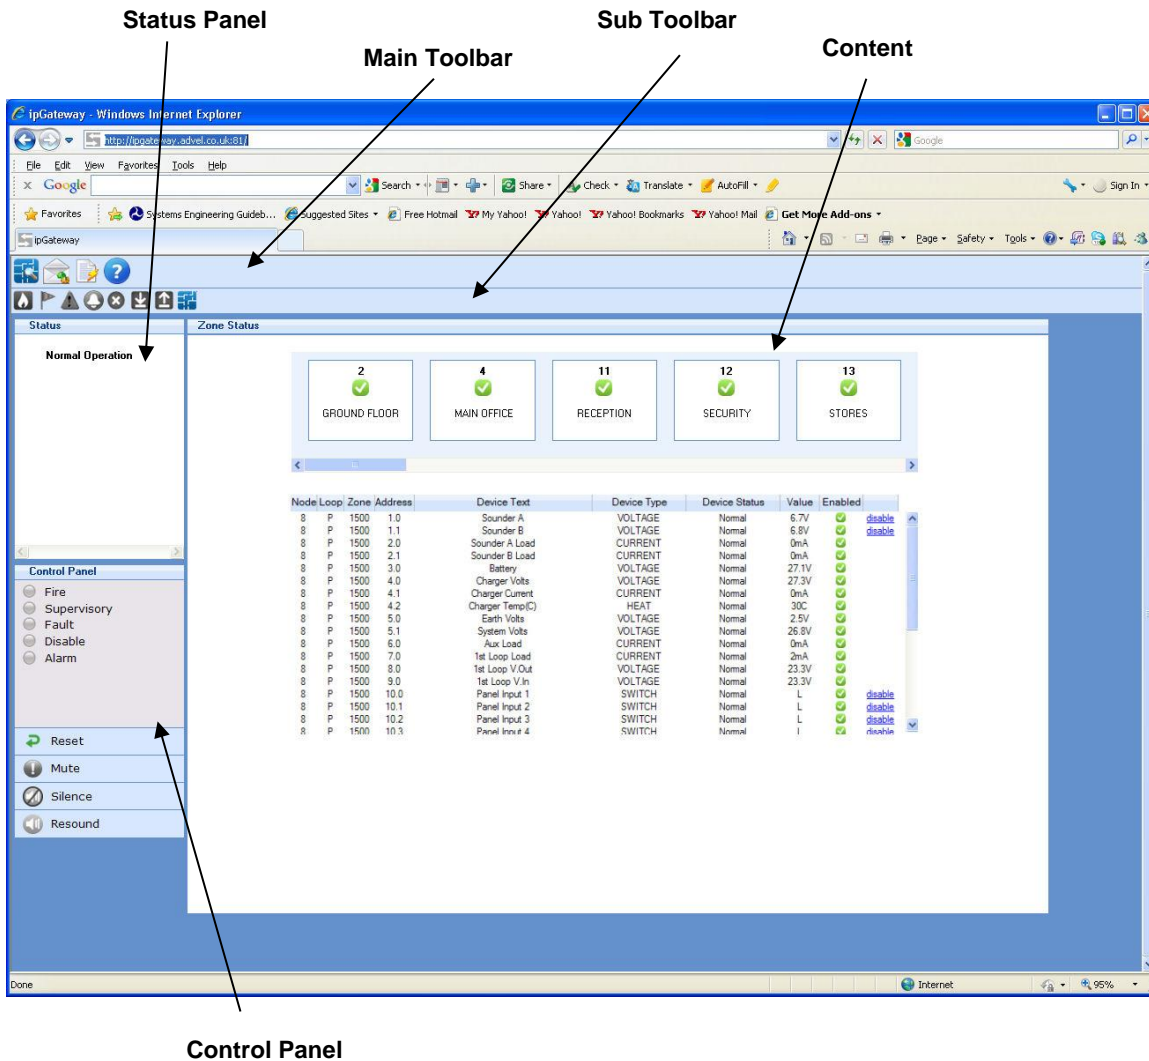 Status Panel
Sub Toolbar
Main Toolbar
Content
ipGateway - Windows Internet Explorer
http://ipgateway.advel.co.uk:81/
Google
File Edit View Favorites Tools Help
x Google Search Share Check Translate AutoFill Sign In
Favorites Systems Engineering Guideb... Suggested Sites Free Hotmail My Yahoo! Yahoo! Yahoo! Bookmarks Yahoo! Mail Get More Add-ons
ipGateway Page Safety Tools
Status
Zone Status
Normal Operation
2 4 11 12 13
GROUND FLOOR MAIN OFFICE RECEPTION SECURITY STORES
Node Loop Zone Address Device Text Device Type Device Status Value Enabled
8 P 1500 1.0 Sounder A VOLTAGE Normal 6.7V disable
8 P 1500 1.1 Sounder B VOLTAGE Normal 6.8V disable
8 P 1500 2.0 Sounder A Load CURRENT Normal 0mA
8 P 1500 2.1 Sounder B Load CURRENT Normal 0mA
8 P 1500 3.0 Battery VOLTAGE Normal 27.1V
8 P 1500 4.0 Charger Volts VOLTAGE Normal 27.3V
8 P 1500 4.1 Charger Current CURRENT Normal 0mA
8 P 1500 4.2 Charger Temp(C) HEAT Normal 30C
8 P 1500 5.0 Earth Volts VOLTAGE Normal 2.5V
8 P 1500 5.1 System Volts VOLTAGE Normal 26.8V
8 P 1500 6.0 Aux Load CURRENT Normal 0mA
8 P 1500 7.0 1st Loop Load CURRENT Normal 2mA
8 P 1500 8.0 1st Loop V.Out VOLTAGE Normal 23.3V
8 P 1500 9.0 1st Loop V.In VOLTAGE Normal 23.3V
8 P 1500 10.0 Panel Input 1 SWITCH Normal L disable
8 P 1500 10.1 Panel Input 2 SWITCH Normal L disable
8 P 1500 10.2 Panel Input 3 SWITCH Normal L disable
8 P 1500 10.3 Panel Input 4 SWITCH Normal L disable
Control Panel
Fire
Supervisory
Fault
Disable
Alarm
Reset
Mute
Silence
Resound
Done Internet 95%
Control Panel